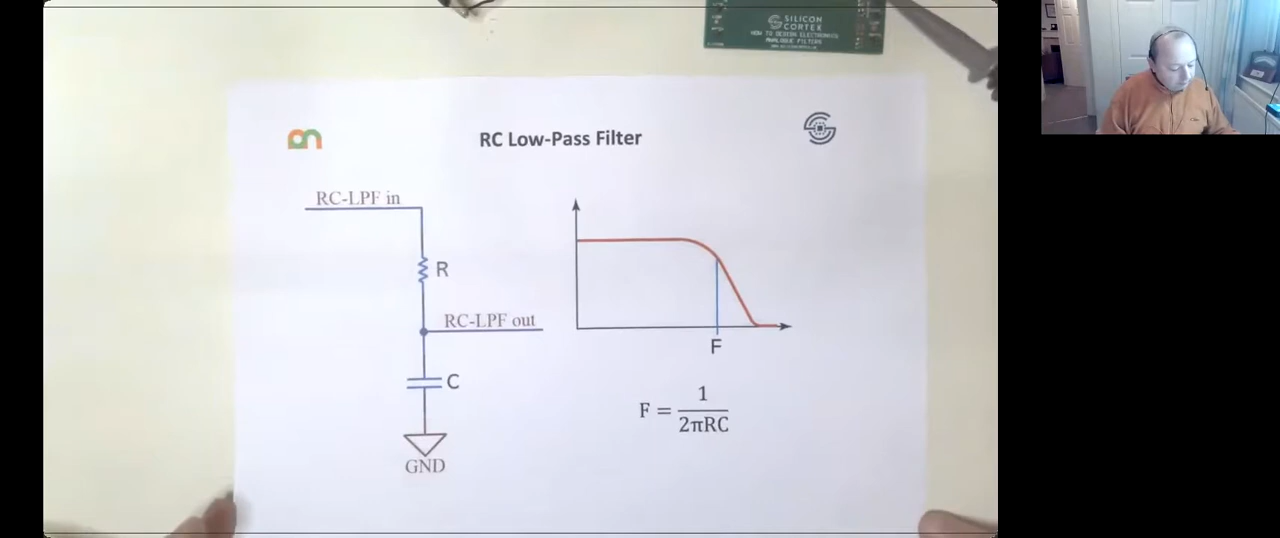 SILICON
CORTEX
HOW TO DESIGN ELECTRONICS
ANALOGUE FILTERS
RC Low-Pass Filter
RC-LPF in
R
RC-LPF out
C
GND
F
F = 1/2πRC